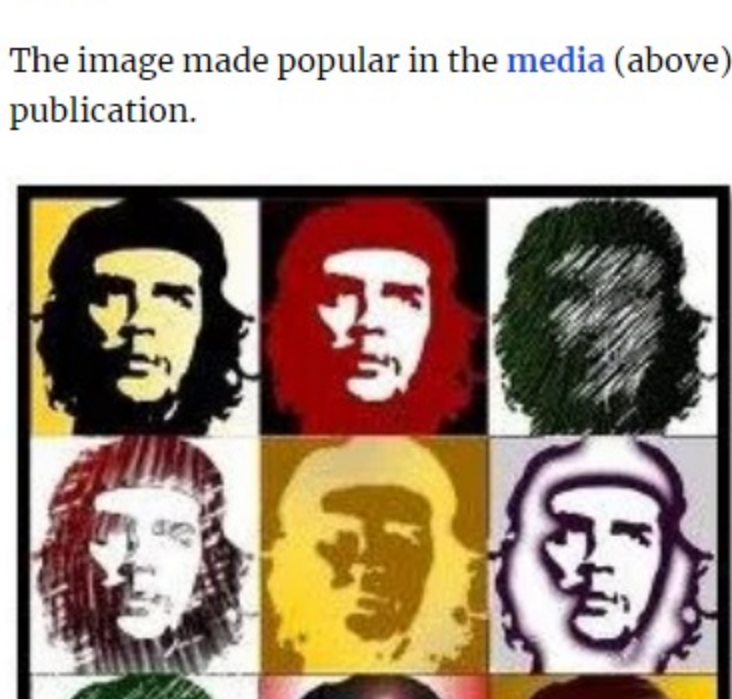 The image made popular in the media (above)
publication.